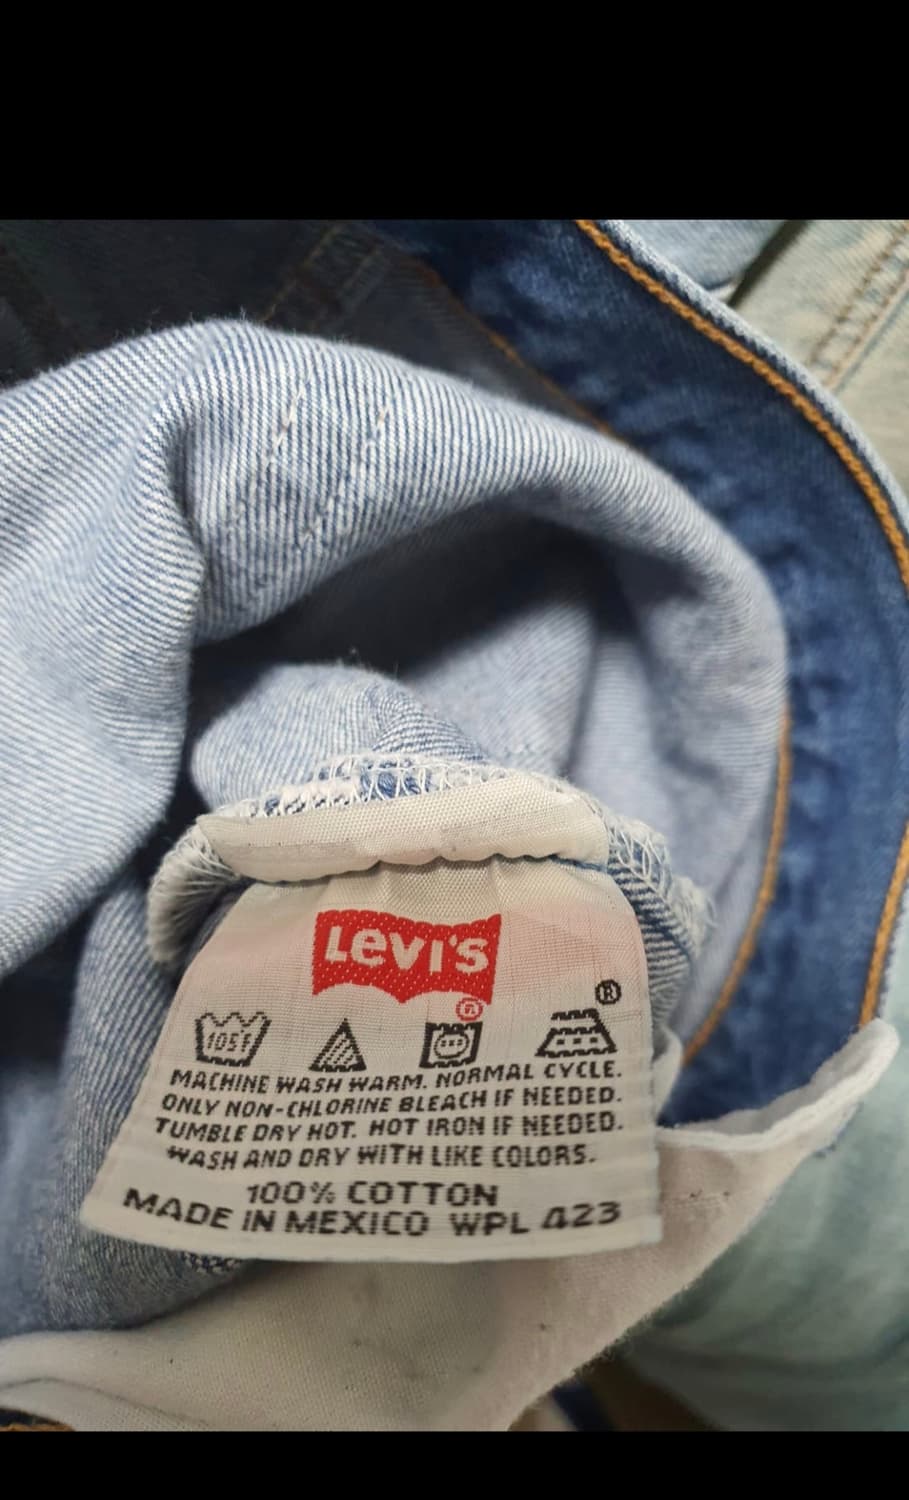 LEVI'S
®
®
105F
MACHINE WASH WARM. NORMAL CYCLE.
ONLY NON-CHLORINE BLEACH IF NEEDED.
TUMBLE DRY HOT. HOT IRON IF NEEDED.
WASH AND DRY WITH LIKE COLORS.
100% COTTON
MADE IN MEXICO WPL 423